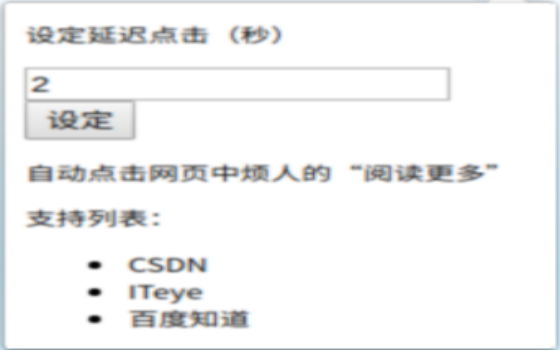 设定延迟点击（秒）
2
设定
自动点击网页中烦人的“阅读更多”
支持列表：
CSDN
ITeye
百度知道